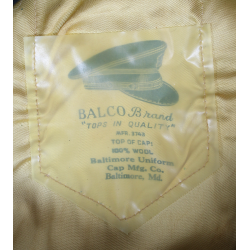 BALCO Brand
"TOPS IN QUALITY"
TOP OF CAP:
100% WOOL
Baltimore Uniform
Cap Mfg. Co.
Baltimore, Md.